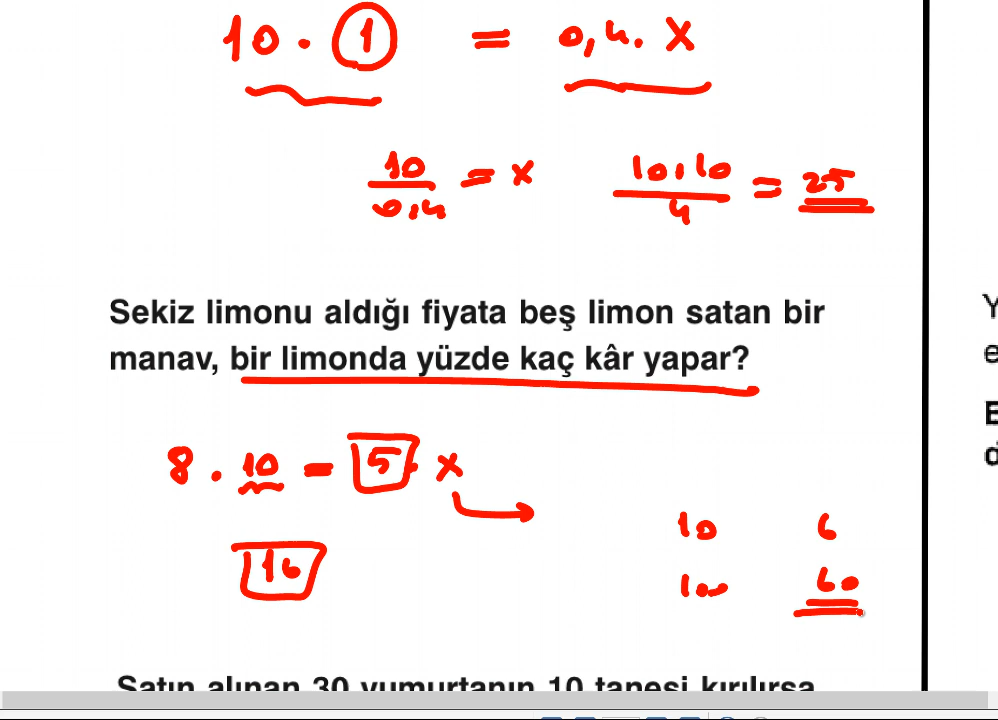 10 . 1 = 0,4 . X
10/0,4 = x 10.10/4 = 25
Sekiz limonu aldığı fiyata beş limon satan bir
manav, bir limonda yüzde kaç kâr yapar?
8 . 10 = 5 . x
16
10 6
100 60
Satın alınan 30 yumurtanın 10 tanesi kırılırsa